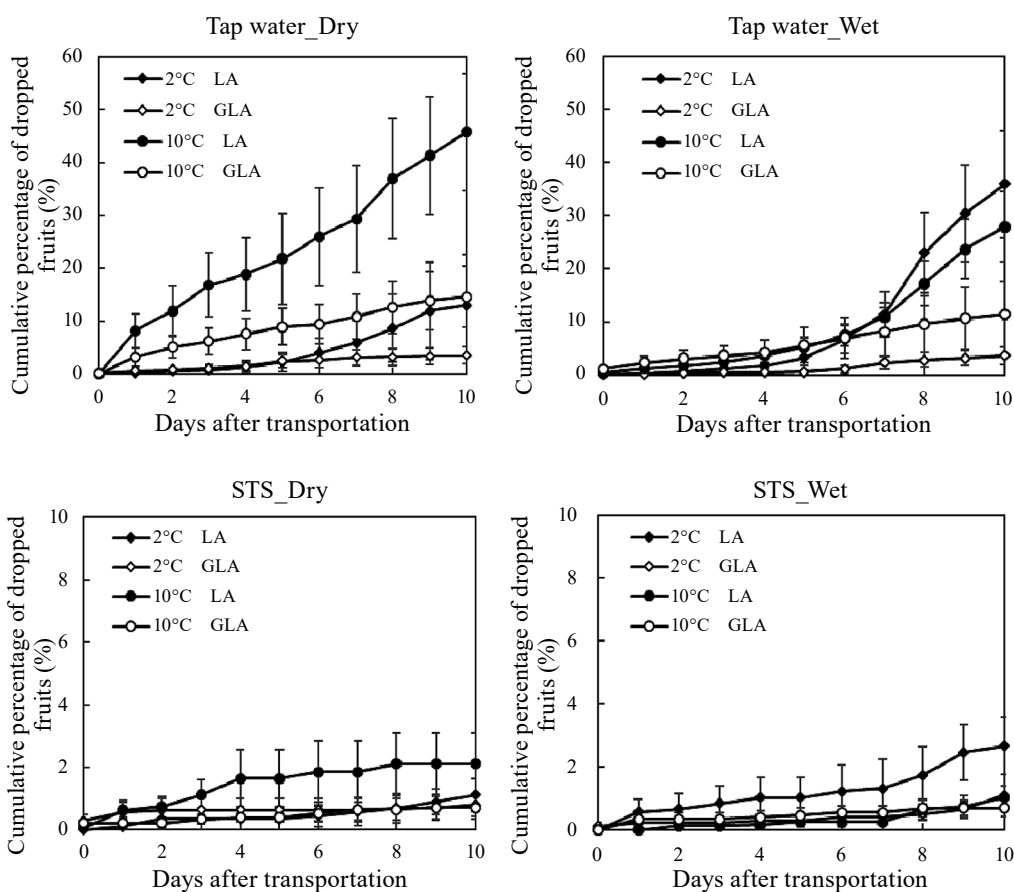 Tap water_Dry
Cumulative percentage of dropped
fruits (%)
60
50
40
30
20
10
0
2°C LA
2°C GLA
10°C LA
10°C GLA
0 2 4 6 8 10
Days after transportation
Tap water_Wet
Cumulative percentage of dropped
fruits (%)
60
50
40
30
20
10
0
2°C LA
2°C GLA
10°C LA
10°C GLA
0 2 4 6 8 10
Days after transportation
STS_Dry
Cumulative percentage of dropped
fruits (%)
10
8
6
4
2
0
2°C LA
2°C GLA
10°C LA
10°C GLA
0 2 4 6 8 10
Days after transportation
STS_Wet
Cumulative percentage of dropped
fruits (%)
10
8
6
4
2
0
2°C LA
2°C GLA
10°C LA
10°C GLA
0 2 4 6 8 10
Days after transportation